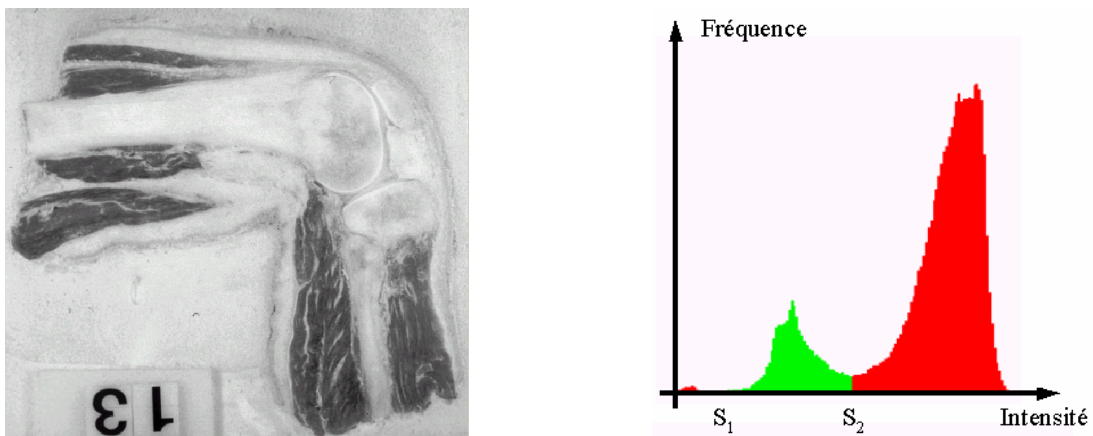 13
Fréquence
S₁
S₂
Intensité